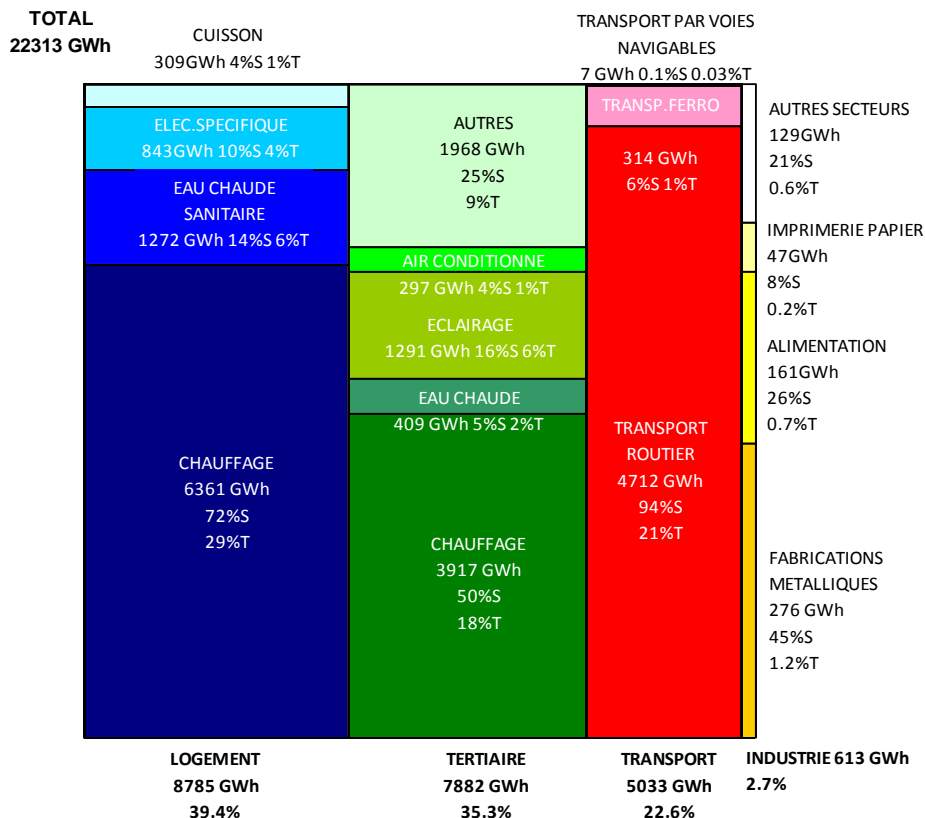 TOTAL
22313 GWh
CUISSON
309GWh 4%S 1%T
TRANSPORT PAR VOIES
NAVIGABLES
7 GWh 0.1%S 0.03%T
ELEC.SPECIFIQUE
843GWh 10%S 4%T
EAU CHAUDE
SANITAIRE
1272 GWh 14%S 6%T
CHAUFFAGE
6361 GWh
72%S
29%T
AUTRES
1968 GWh
25%S
9%T
AIR CONDITIONNE
297 GWh 4%S 1%T
ECLAIRAGE
1291 GWh 16%S 6%T
EAU CHAUDE
409 GWh 5%S 2%T
CHAUFFAGE
3917 GWh
50%S
18%T
TRANSP.FERRO
314 GWh
6%S 1%T
TRANSPORT
ROUTIER
4712 GWh
94%S
21%T
AUTRES SECTEURS
129GWh
21%S
0.6%T
IMPRIMERIE PAPIER
47GWh
8%S
0.2%T
ALIMENTATION
161GWh
26%S
0.7%T
FABRICATIONS
METALLIQUES
276 GWh
45%S
1.2%T
LOGEMENT
8785 GWh
39.4%
TERTIAIRE
7882 GWh
35.3%
TRANSPORT
5033 GWh
22.6%
INDUSTRIE 613 GWh
2.7%